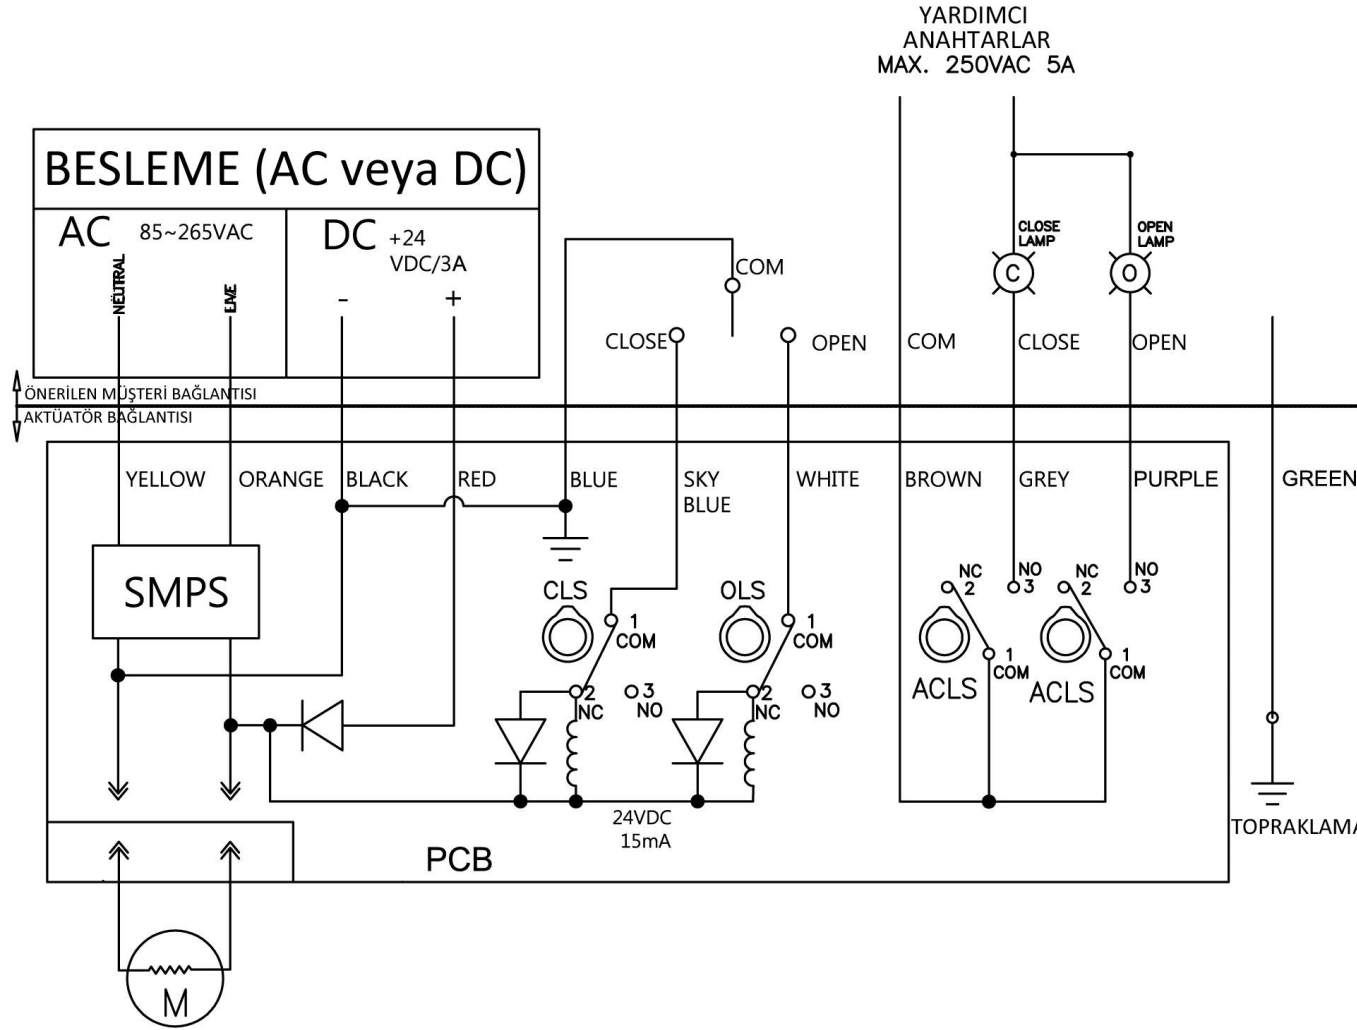 YARDIMCI
ANAHTARLAR
MAX. 250VAC 5A
BESLEME (AC veya DC)
AC 85~265VAC
DC +24
VDC/3A
NEUTRAL
LIVE
- +
CLOSE
LAMP
OPEN
LAMP
C
O
COM
CLOSE
OPEN
COM
CLOSE
OPEN
ÖNERİLEN MÜŞTERİ BAĞLANTISI
AKTÜATÖR BAĞLANTISI
YELLOW
ORANGE
BLACK
RED
BLUE
SKY
BLUE
WHITE
BROWN
GREY
PURPLE
GREEN
SMPS
CLS
1
COM
2
NC
3
NO
OLS
1
COM
2
NC
3
NO
NC
2
NO
3
1
COM
ACLS
NC
2
NO
3
1
COM
ACLS
24VDC
15mA
TOPRAKLAMA
PCB
M